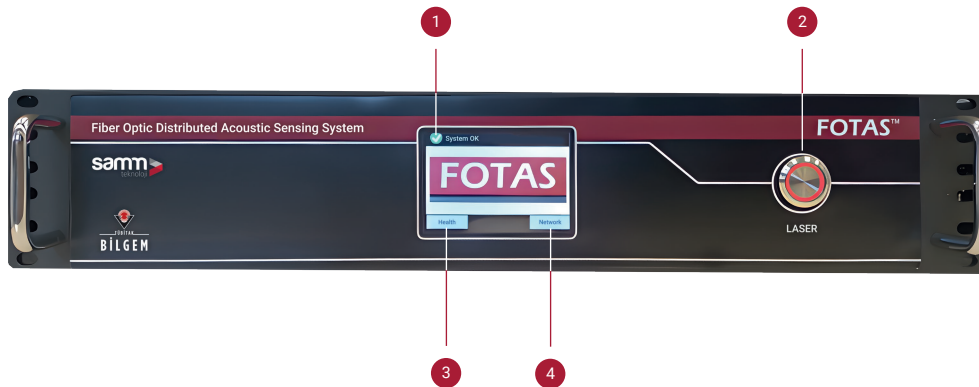 1
2
Fiber Optic Distributed Acoustic Sensing System
FOTAS™
System OK
samm
teknoloji
FOTAS
Health
Network
LASER
TÜBİTAK
BİLGEM
3
4